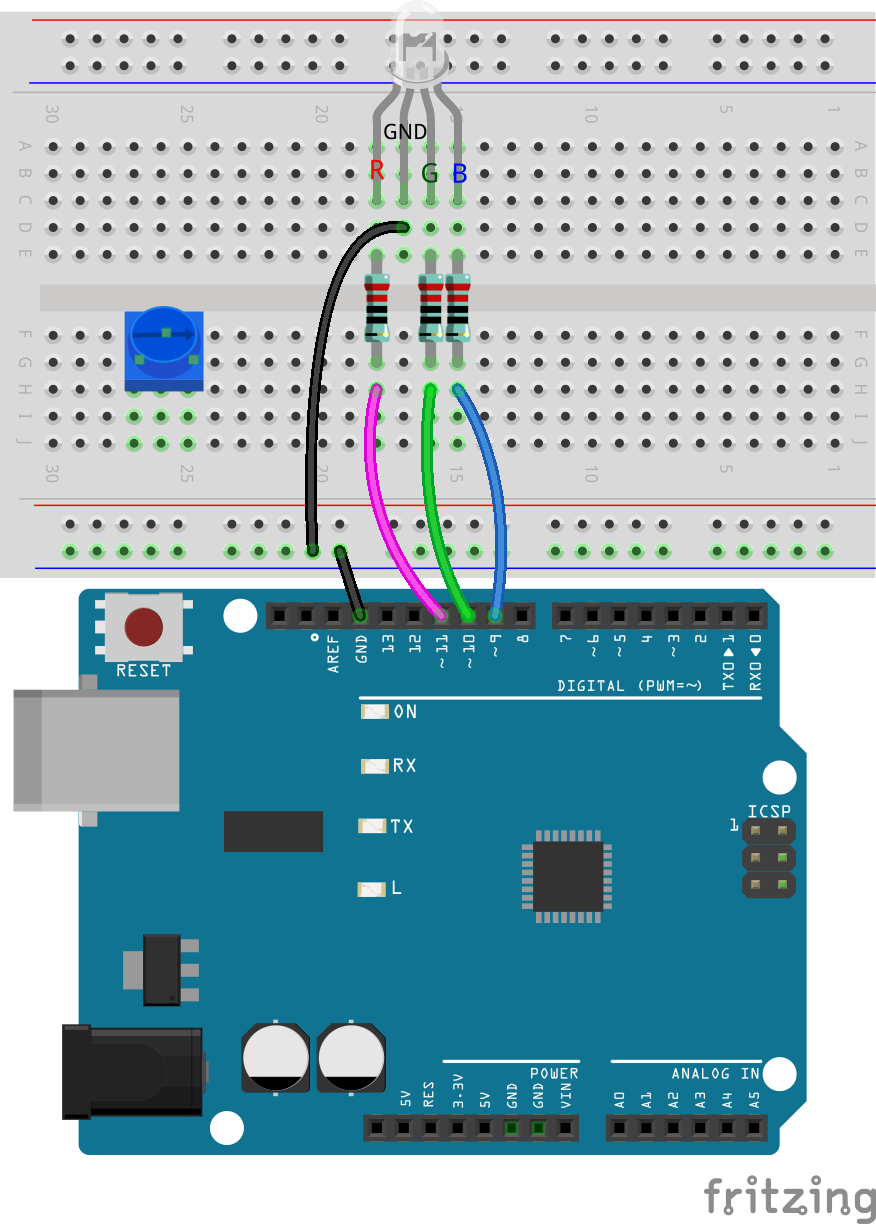 30 25 20 15 10 5 1
GND
A A
B R G B B
C C
D D
E E
F F
G G
H H
I I
J J
30 25 20 15 10 5 1
RESET
AREF
GND
13
12
~11
~10
~9
8
7
~6
~5
4
~3
2
TX0▶1
RX0◀0
DIGITAL (PWM=~)
ON
RX
TX
L
ICSP
1
POWER
ANALOG IN
5V
RES
3.3V
5V
GND
GND
VIN
A0
A1
A2
A3
A4
A5
fritzing